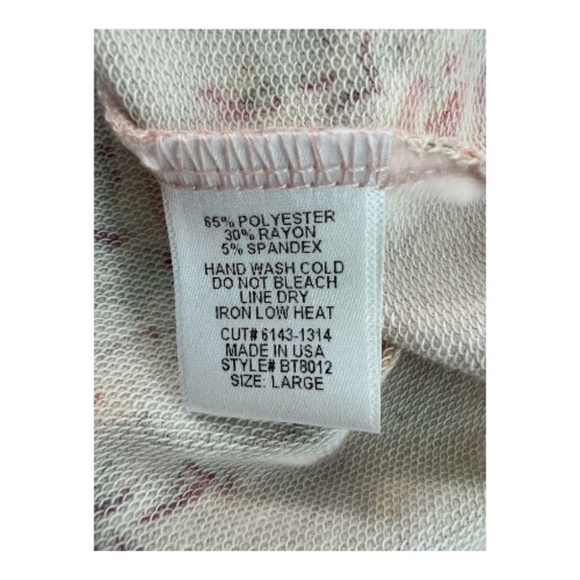 65% POLYESTER
30% RAYON
5% SPANDEX
HAND WASH COLD
DO NOT BLEACH
LINE DRY
IRON LOW HEAT
CUT# 6143-1314
MADE IN USA
STYLE# BT8012
SIZE: LARGE